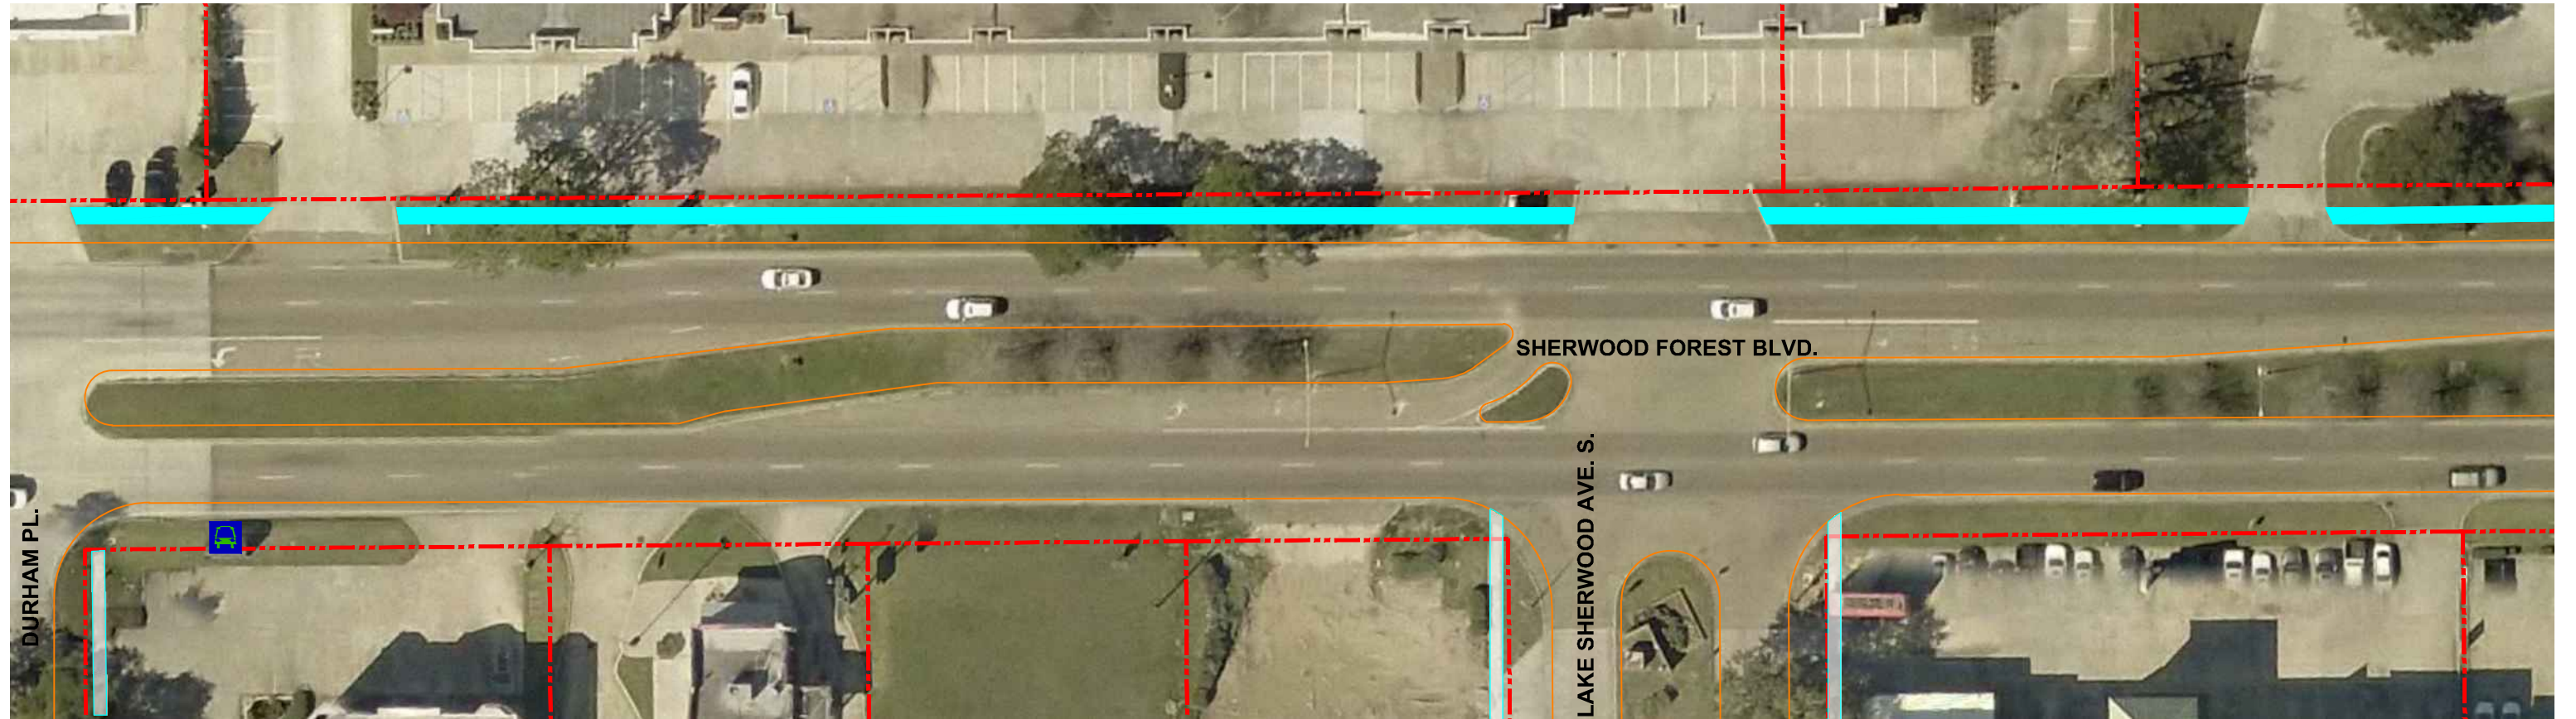 SHERWOOD FOREST BLVD.
DURHAM PL.
LAKE SHERWOOD AVE. S.